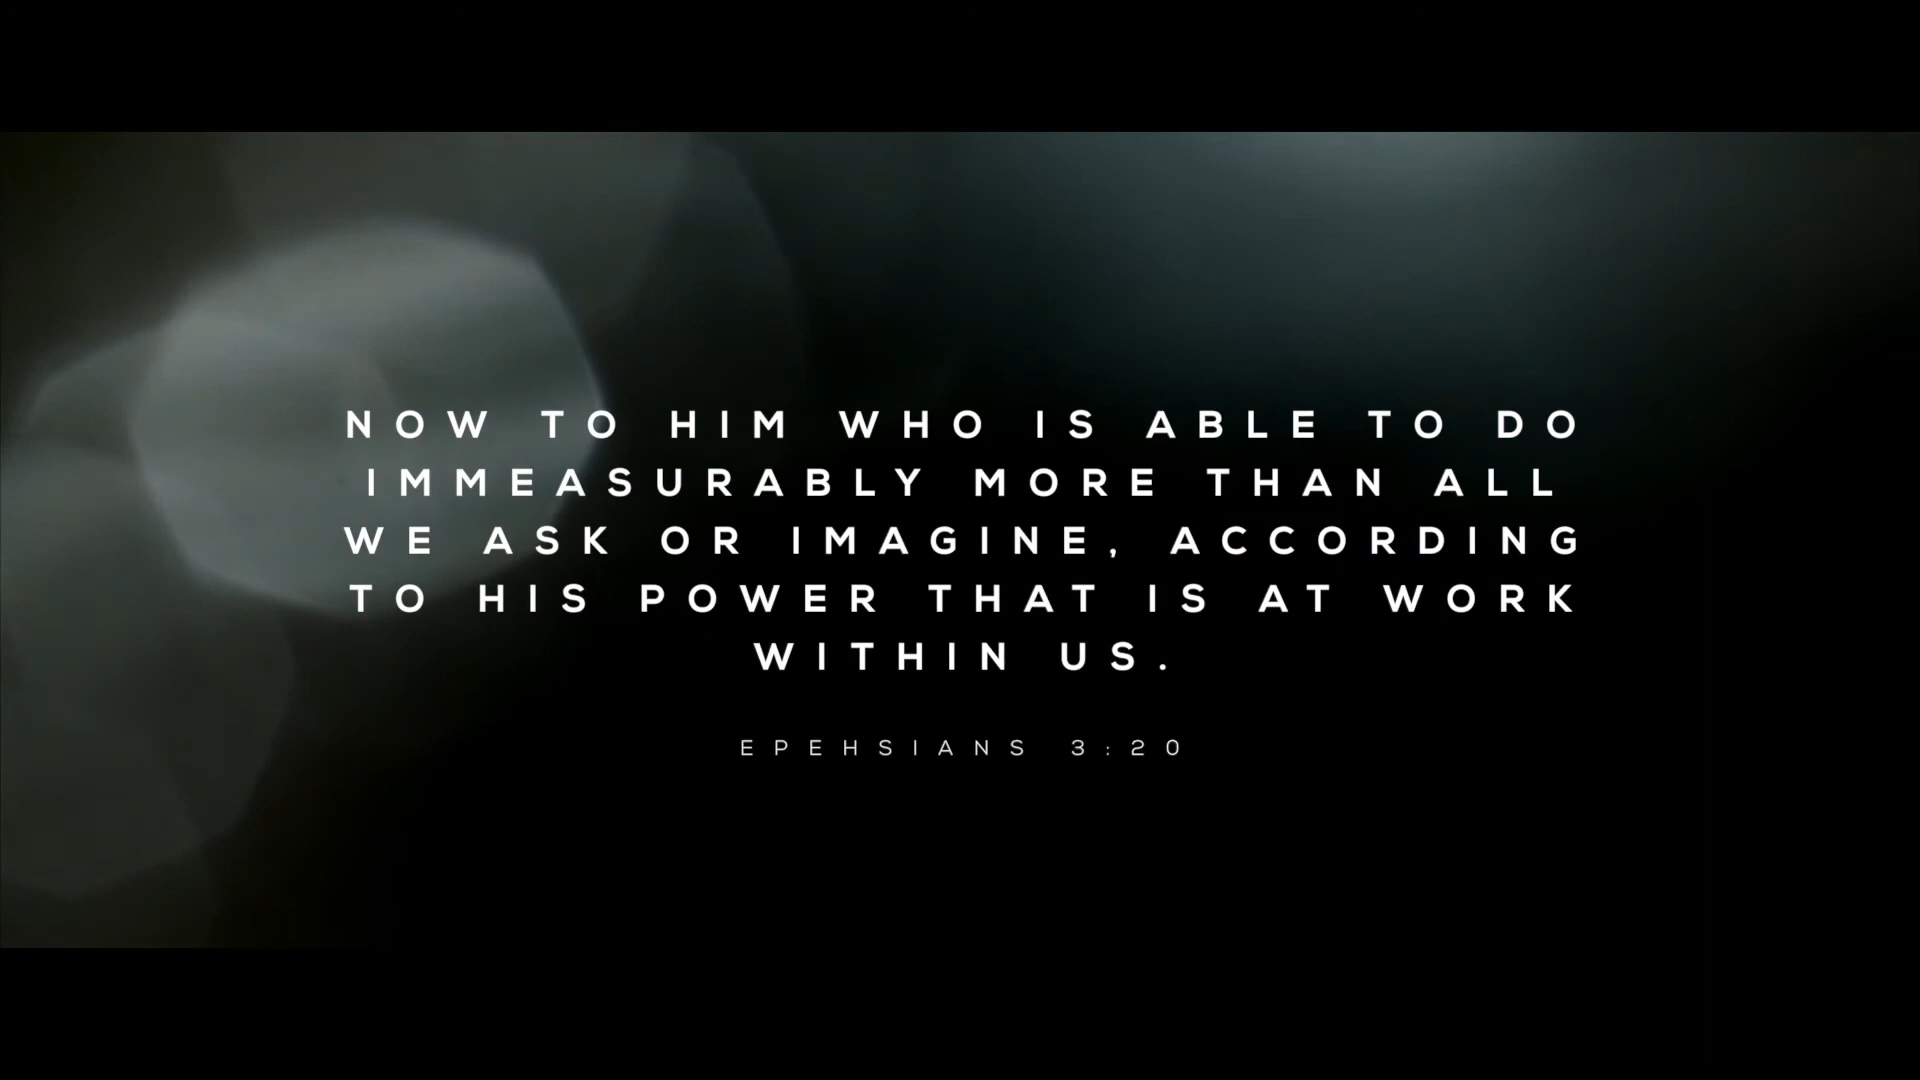 NOW TO HIM WHO IS ABLE TO DO
IMMEASURABLY MORE THAN ALL
WE ASK OR IMAGINE, ACCORDING
TO HIS POWER THAT IS AT WORK
WITHIN US.
EPEHSIANS 3:20